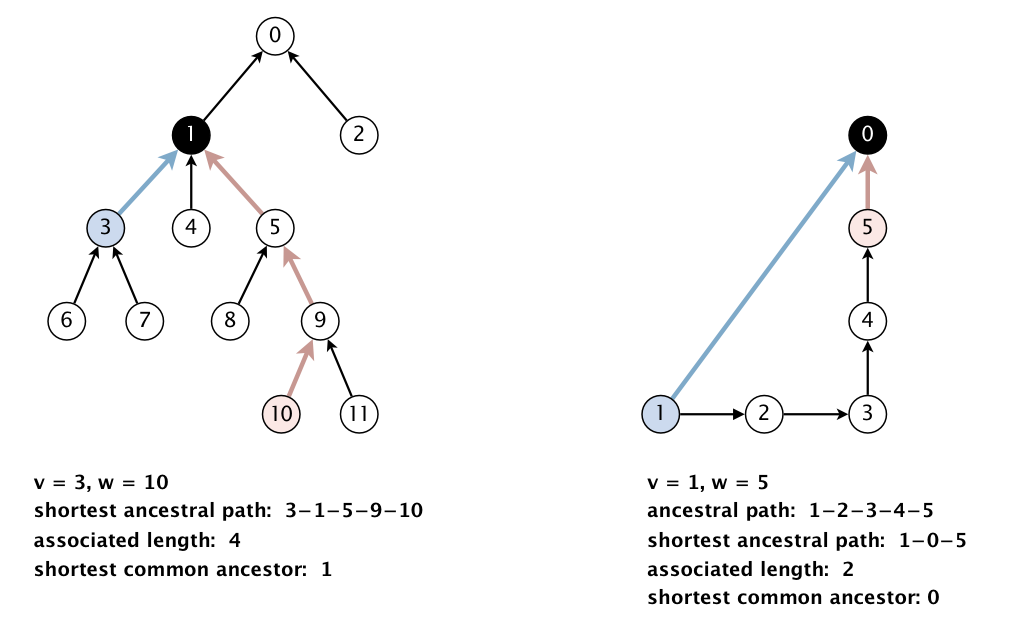 0
1
2
3
4
5
6
7
8
9
10
11
v = 3, w = 10
shortest ancestral path: 3–1–5–9–10
associated length: 4
shortest common ancestor: 1
0
5
4
1
2
3
v = 1, w = 5
ancestral path: 1–2–3–4–5
shortest ancestral path: 1–0–5
associated length: 2
shortest common ancestor: 0